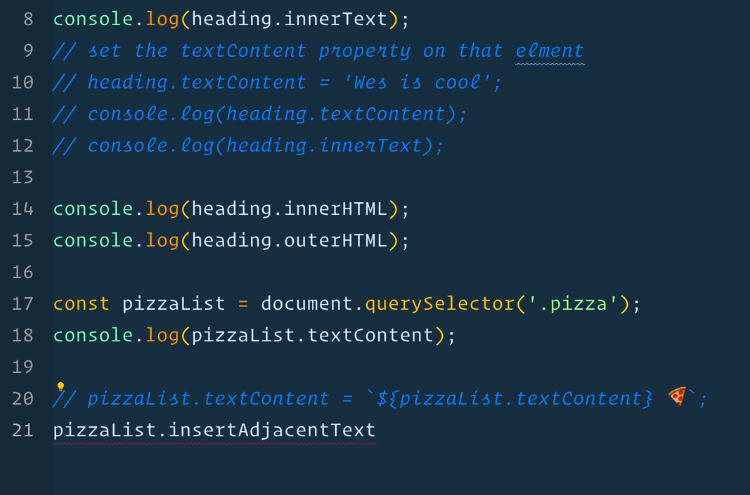 8 console.log(heading.innerText);
9 // set the textContent property on that elment
10 // heading.textContent = 'Wes is cool';
11 // console.log(heading.textContent);
12 // console.log(heading.innerText);
13
14 console.log(heading.innerHTML);
15 console.log(heading.outerHTML);
16
17 const pizzaList = document.querySelector('.pizza');
18 console.log(pizzaList.textContent);
19
20 // pizzaList.textContent = `${pizzaList.textContent} 🍕`;
21 pizzaList.insertAdjacentText